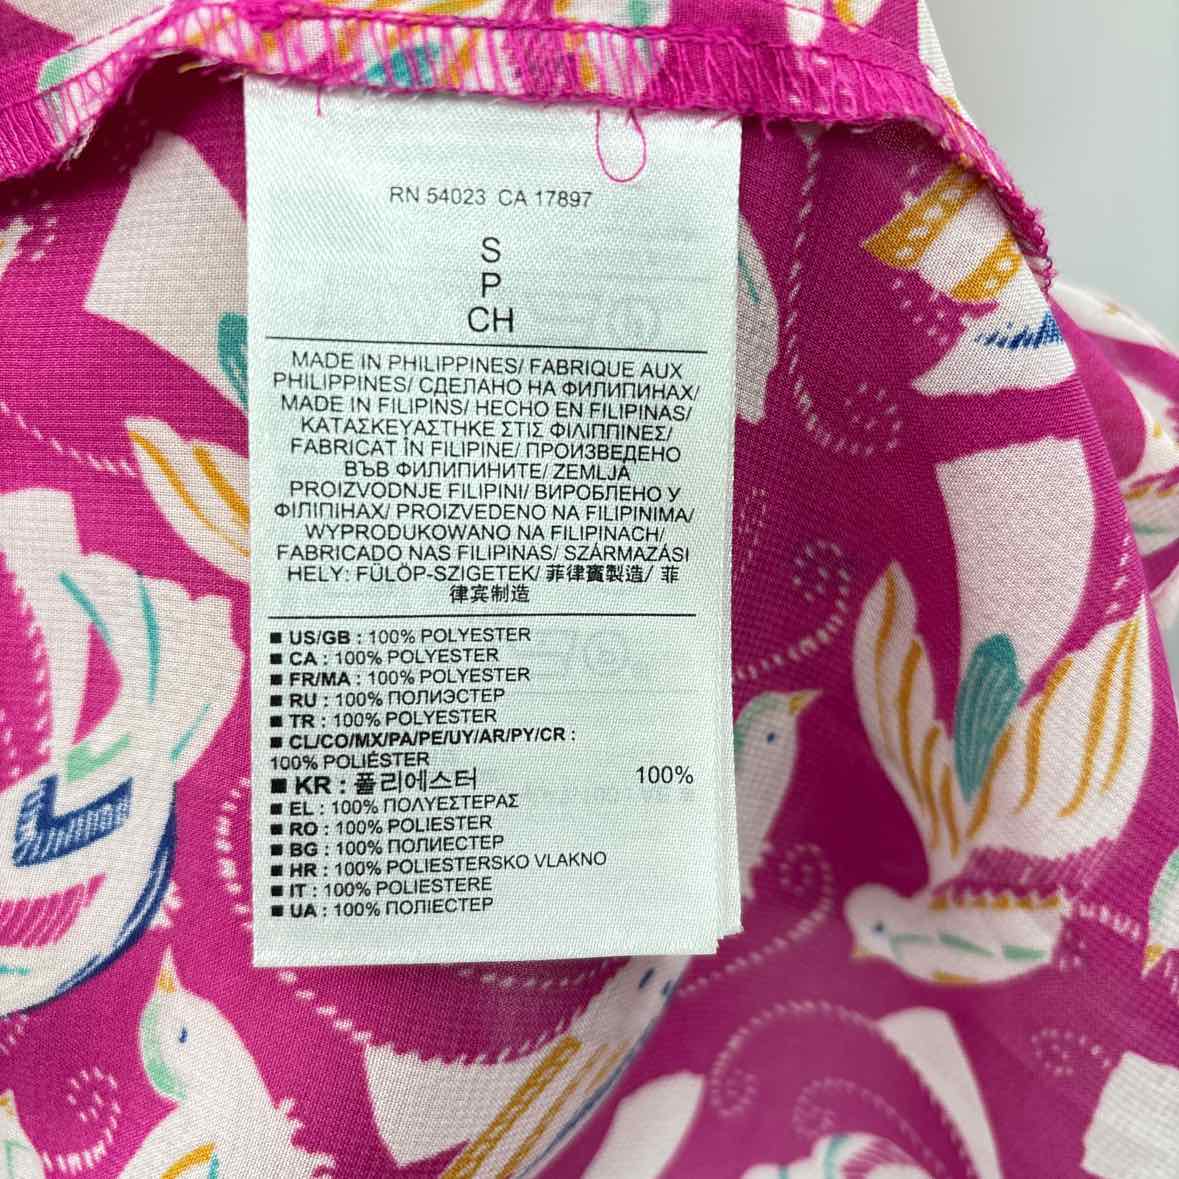 RN 54023 CA 17897
S
P
CH
MADE IN PHILIPPINES/ FABRIQUE AUX
PHILIPPINES/ СДЕЛАНО НА ФИЛИПИНАХ/
MADE IN FILIPINS/ HECHO EN FILIPINAS/
ΚΑΤΑΣΚΕΥΑΣΤΗΚΕ ΣΤΙΣ ΦΙΛΙΠΠΙΝΕΣ/
FABRICAT ÎN FILIPINE/ ПРОИЗВЕДЕНО
ВЪВ ФИЛИПИНИТЕ/ ZEMLJA
PROIZVODNJE FILIPINI/ ВИРОБЛЕНО У
ФІЛІПІНАХ/ PROIZVEDENO NA FILIPINIMA/
WYPRODUKOWANO NA FILIPINACH/
FABRICADO NAS FILIPINAS/ SZÁRMAZÁSI
HELY: FÜLÖP-SZIGETEK/ 菲律賓製造/ 菲
律宾制造
■ US/GB : 100% POLYESTER
■ CA : 100% POLYESTER
■ FR/MA : 100% POLYESTER
■ RU : 100% ПОЛИЭСТЕР
■ TR : 100% POLYESTER
■ CL/CO/MX/PA/PE/UY/AR/PY/CR :
100% POLIÉSTER
■ KR : 폴리에스터 100%
■ EL : 100% ΠΟΛΥΕΣΤΕΡΑΣ
■ RO : 100% POLIESTER
■ BG : 100% ПОЛИЕСТЕР
■ HR : 100% POLIESTERSKO VLAKNO
■ IT : 100% POLIESTERE
■ UA : 100% ПОЛІЕСТЕР